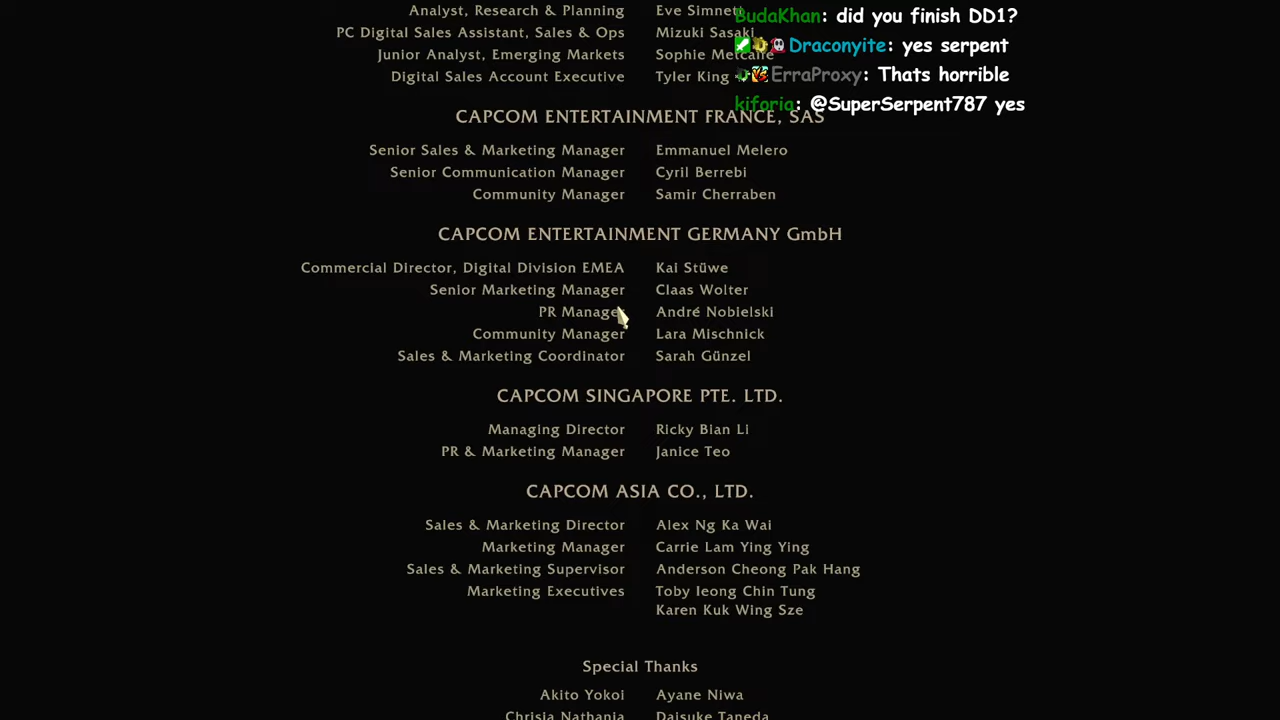 Analyst, Research & Planning Eve Simnett
PC Digital Sales Assistant, Sales & Ops Mizuki Sasaki
Junior Analyst, Emerging Markets Sophie Metcalfe
Digital Sales Account Executive Tyler King
BudaKhan: did you finish DD1?
Draconyite: yes serpent
ErraProxy: Thats horrible
kiforia: @SuperSerpent787 yes
CAPCOM ENTERTAINMENT FRANCE, SAS
Senior Sales & Marketing Manager Emmanuel Melero
Senior Communication Manager Cyril Berrebi
Community Manager Samir Cherraben
CAPCOM ENTERTAINMENT GERMANY GmbH
Commercial Director, Digital Division EMEA Kai Stüwe
Senior Marketing Manager Claas Wolter
PR Manager André Nobielski
Community Manager Lara Mischnick
Sales & Marketing Coordinator Sarah Günzel
CAPCOM SINGAPORE PTE. LTD.
Managing Director Ricky Bian Li
PR & Marketing Manager Janice Teo
CAPCOM ASIA CO., LTD.
Sales & Marketing Director Alex Ng Ka Wai
Marketing Manager Carrie Lam Ying Ying
Sales & Marketing Supervisor Anderson Cheong Pak Hang
Marketing Executives Toby Ieong Chin Tung
Karen Kuk Wing Sze
Special Thanks
Akito Yokoi Ayane Niwa
Chrisia Nathania Daisuke Taneda